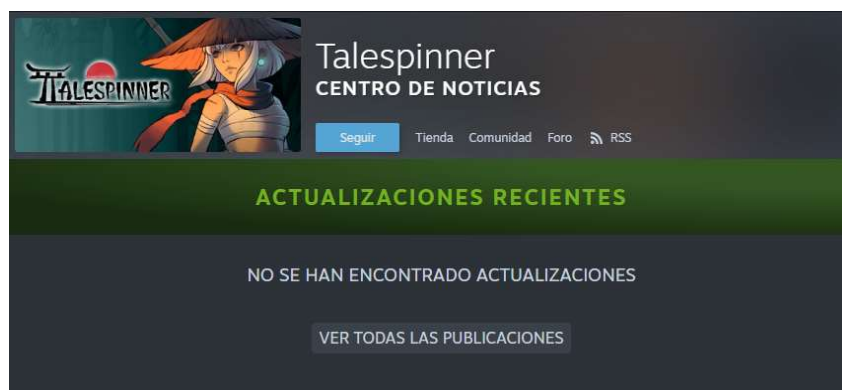 TALESPINNER
Talespinner
CENTRO DE NOTICIAS
Seguir Tienda Comunidad Foro RSS
ACTUALIZACIONES RECIENTES
NO SE HAN ENCONTRADO ACTUALIZACIONES
VER TODAS LAS PUBLICACIONES